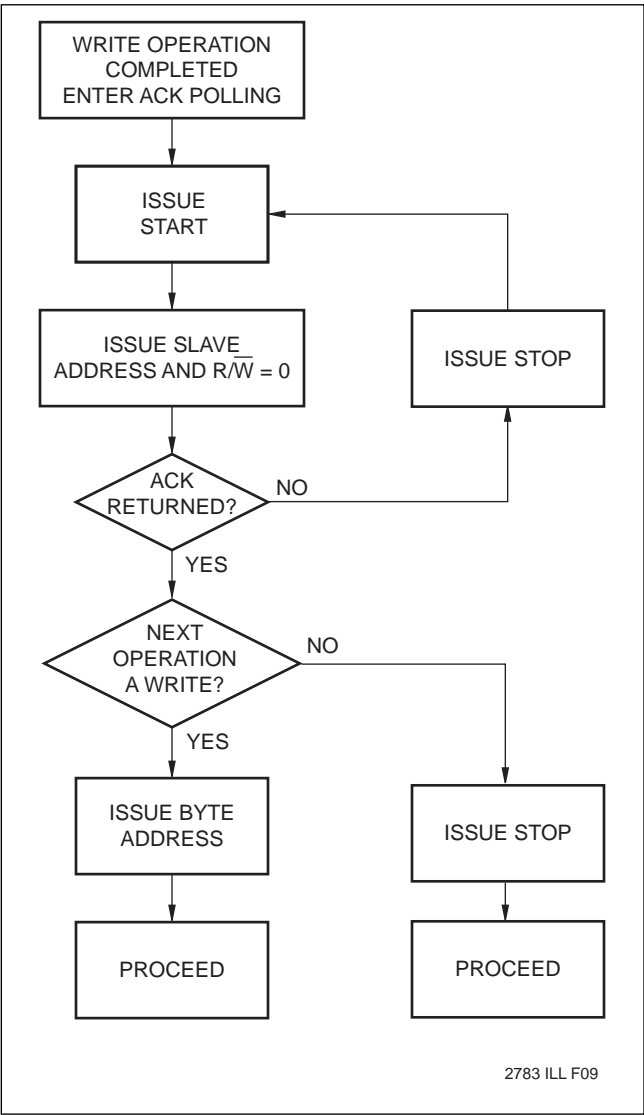 WRITE OPERATION
COMPLETED
ENTER ACK POLLING
ISSUE
START
ISSUE SLAVE
ADDRESS AND R/W̅ = 0
ISSUE STOP
ACK
RETURNED?
NO
YES
NEXT
OPERATION
A WRITE?
NO
YES
ISSUE BYTE
ADDRESS
ISSUE STOP
PROCEED
PROCEED
2783 ILL F09